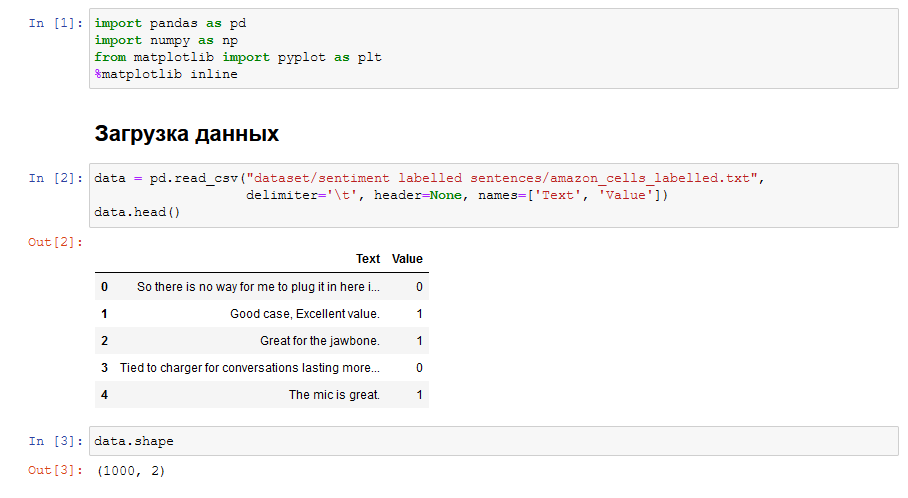 In [1]: import pandas as pd
import numpy as np
from matplotlib import pyplot as plt
%matplotlib inline
Загрузка данных
In [2]: data = pd.read_csv("dataset/sentiment labelled sentences/amazon_cells_labelled.txt",
delimiter='\t', header=None, names=['Text', 'Value'])
data.head()
Out[2]:
Text Value
0 So there is no way for me to plug it in here i... 0
1 Good case, Excellent value. 1
2 Great for the jawbone. 1
3 Tied to charger for conversations lasting more... 0
4 The mic is great. 1
In [3]: data.shape
Out[3]: (1000, 2)